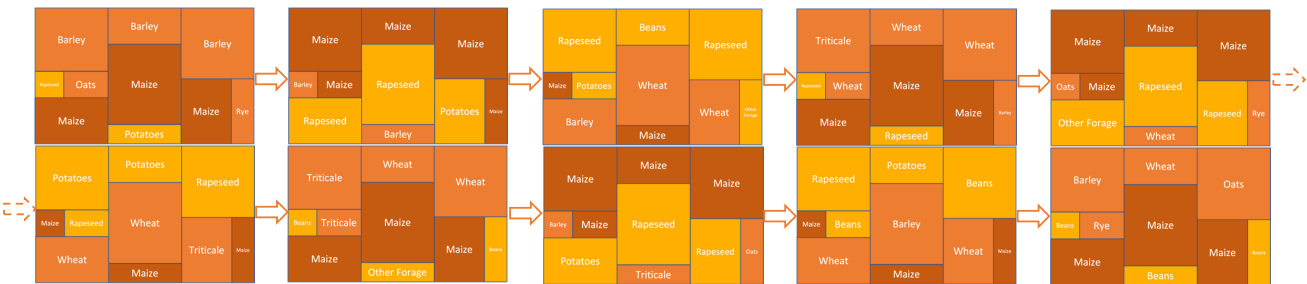 Barley
Barley
Barley
Maize
Rapeseed
Oats
Maize
Maize
Rye
Potatoes
Maize
Maize
Maize
Rapeseed
Barley
Maize
Rapeseed
Potatoes
Maize
Barley
Rapeseed
Beans
Rapeseed
Wheat
Maize
Potatoes
Barley
Wheat
Other
Forage
Maize
Triticale
Wheat
Wheat
Maize
Rapeseed
Wheat
Maize
Maize
Barley
Rapeseed
Maize
Maize
Maize
Rapeseed
Oats
Maize
Other Forage
Rapeseed
Rye
Wheat
Potatoes
Potatoes
Rapeseed
Wheat
Maize
Rapeseed
Wheat
Triticale
Maize
Maize
Triticale
Wheat
Wheat
Maize
Beans
Triticale
Maize
Maize
Beans
Other Forage
Maize
Maize
Maize
Rapeseed
Barley
Maize
Potatoes
Rapeseed
Oats
Triticale
Rapeseed
Potatoes
Beans
Barley
Maize
Beans
Wheat
Wheat
Maize
Maize
Barley
Wheat
Oats
Maize
Beans
Rye
Maize
Maize
Beans
Beans